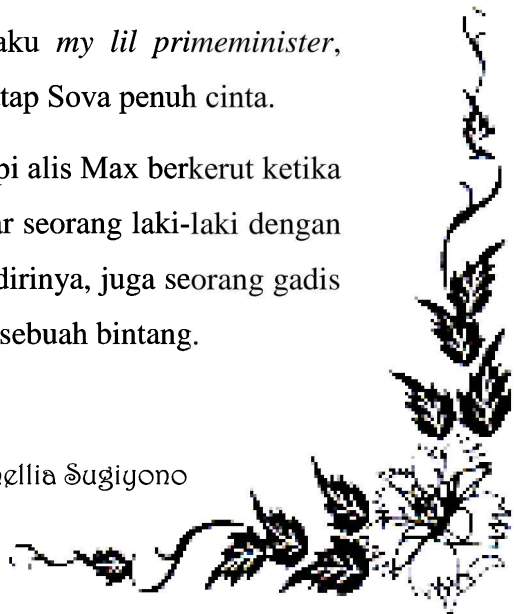 aku my lil primeminister,
tap Sova penuh cinta.
pi alis Max berkerut ketika
ar seorang laki-laki dengan
dirinya, juga seorang gadis
sebuah bintang.
ellia Sugiyono